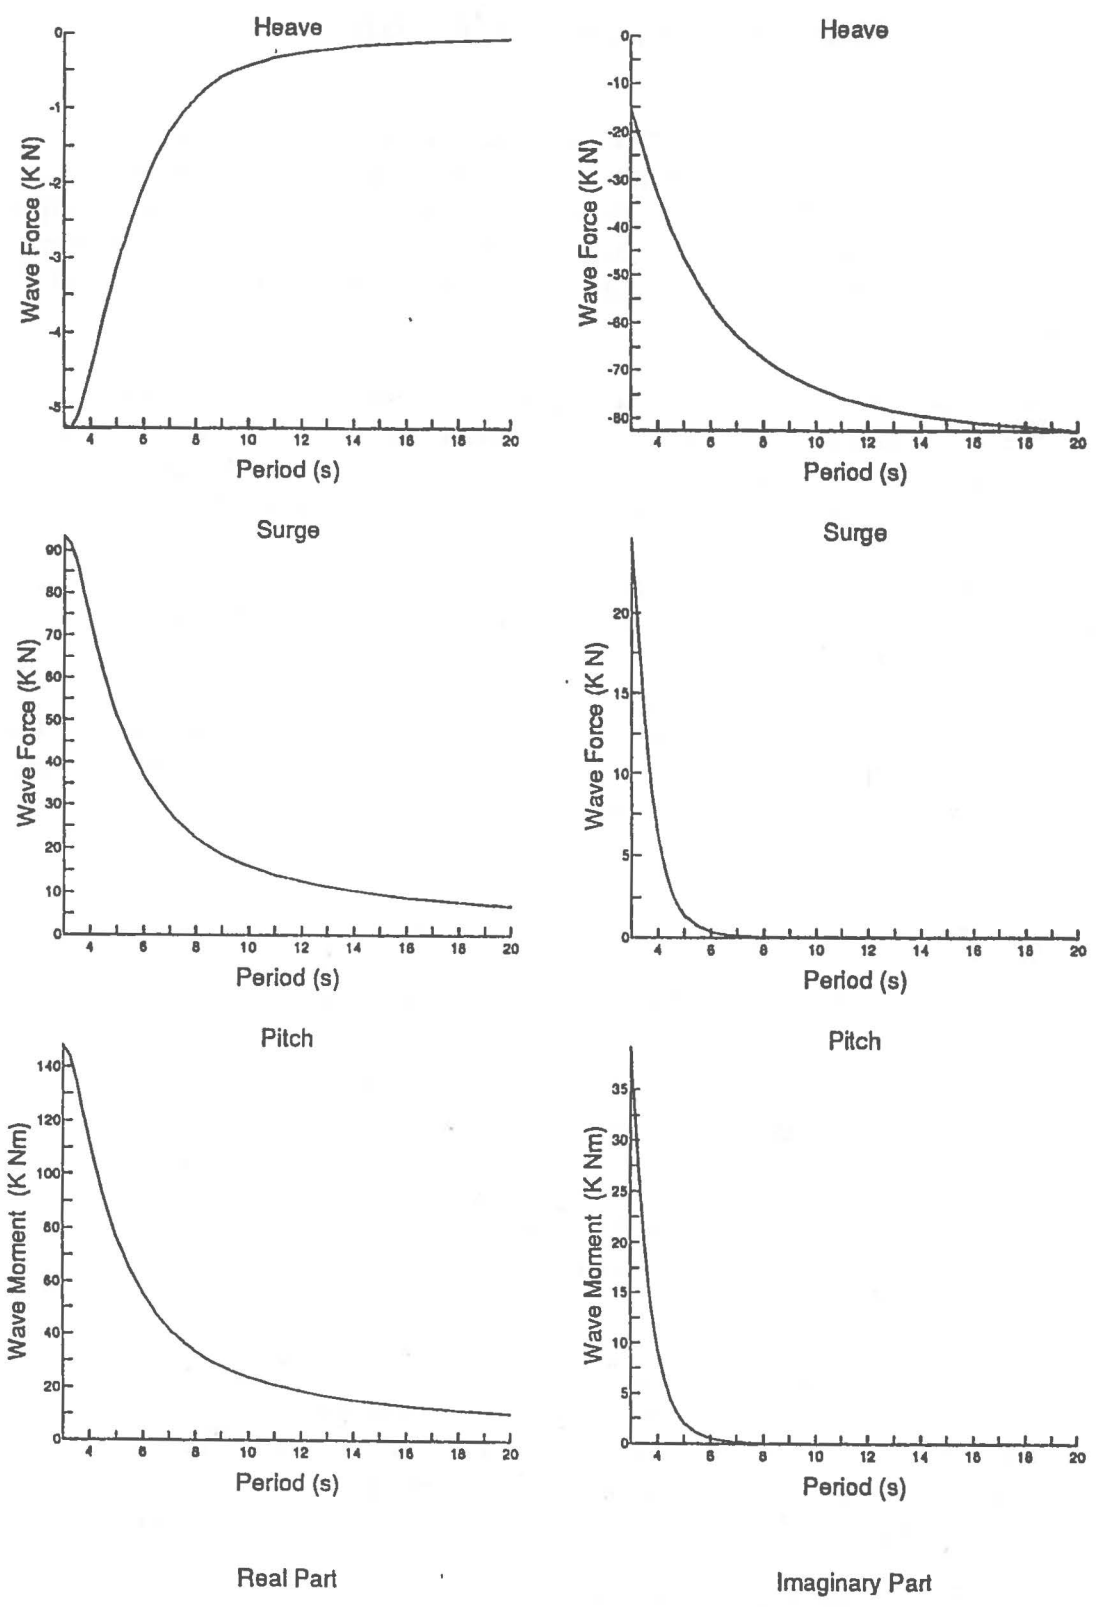 Heave
Wave Force (K N)
0
-1
-2
-3
-4
-5
4 6 8 10 12 14 16 18 20
Period (s)
Heave
Wave Force (K N)
0
-10
-20
-30
-40
-50
-60
-70
-80
4 6 8 10 12 14 16 18 20
Period (s)
Surge
Wave Force (K N)
90
80
70
60
50
40
30
20
10
0
4 6 8 10 12 14 16 18 20
Period (s)
Surge
Wave Force (K N)
20
15
10
5
0
4 6 8 10 12 14 16 18 20
Period (s)
Pitch
Wave Moment (K Nm)
140
120
100
80
60
40
20
0
4 6 8 10 12 14 16 18 20
Period (s)
Pitch
Wave Moment (K Nm)
35
30
25
20
15
10
5
0
4 6 8 10 12 14 16 18 20
Period (s)
Real Part
Imaginary Part